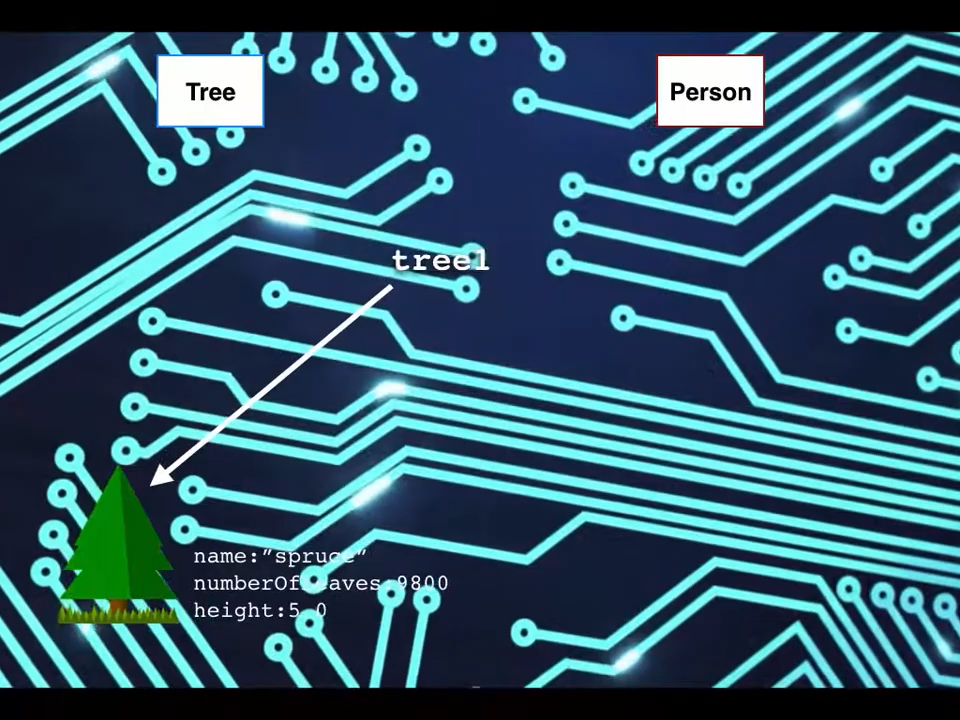 Tree
Person
tree1
name:”spruce”
numberOfLeaves:9800
height:5.0